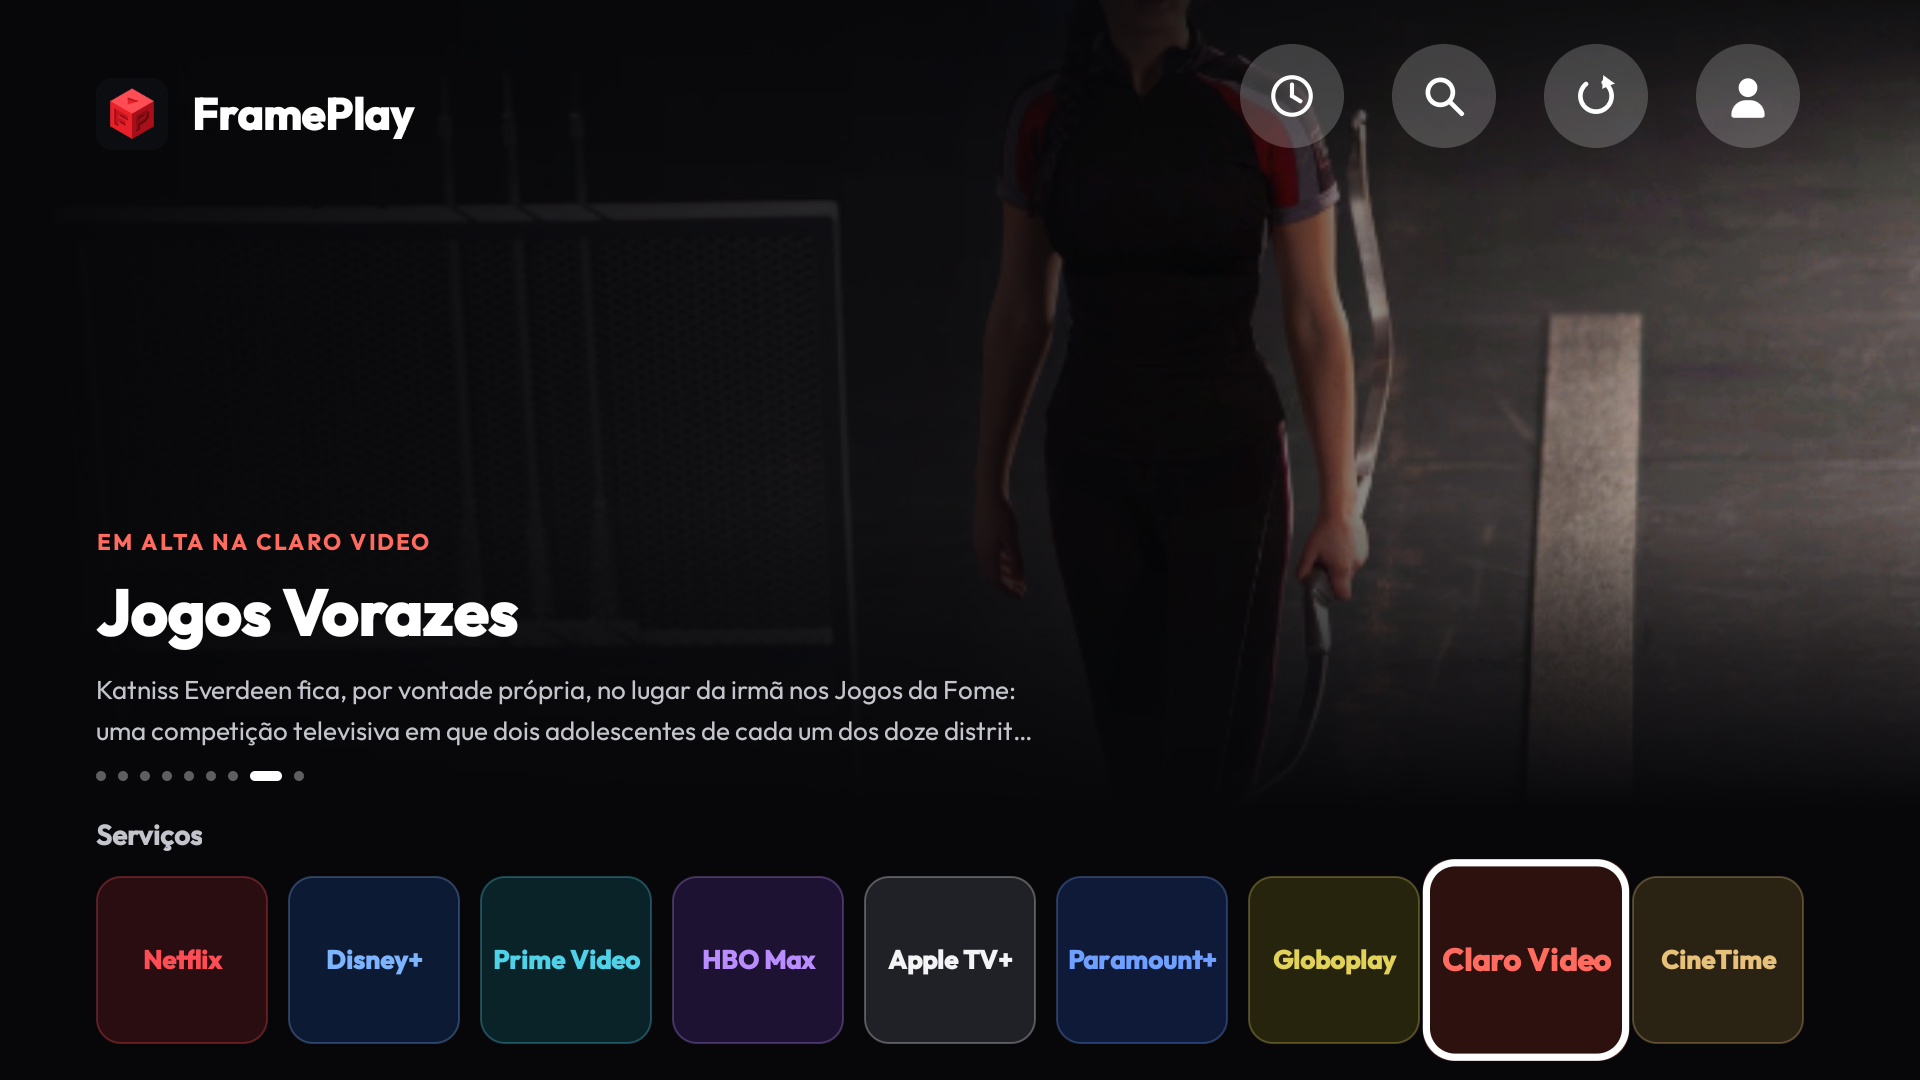 FramePlay
EM ALTA NA CLARO VIDEO
Jogos Vorazes
Katniss Everdeen fica, por vontade própria, no lugar da irmã nos Jogos da Fome:
uma competição televisiva em que dois adolescentes de cada um dos doze distrit...
Serviços
Netflix
Disney+
Prime Video
HBO Max
Apple TV+
Paramount+
Globoplay
Claro Video
CineTime